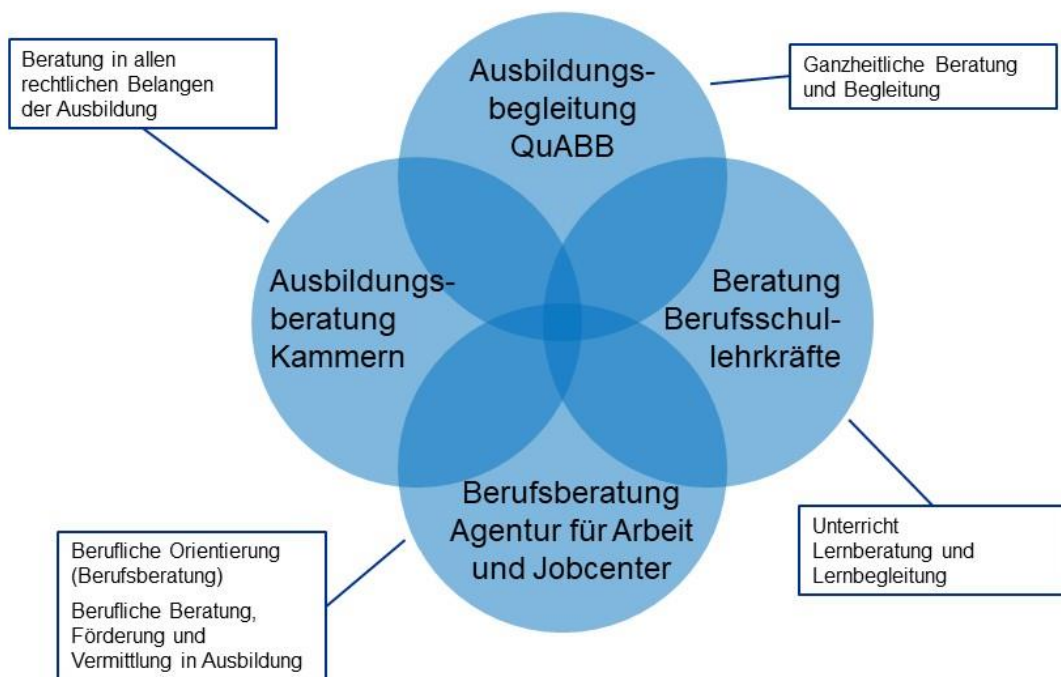 Beratung in allen
rechtlichen Belangen
der Ausbildung
Ausbildungs-
begleitung
QuABB
Ganzheitliche Beratung
und Begleitung
Ausbildungs-
beratung
Kammern
Beratung
Berufsschul-
lehrkräfte
Berufsberatung
Agentur für Arbeit
und Jobcenter
Berufliche Orientierung
(Berufsberatung)
Berufliche Beratung,
Förderung und
Vermittlung in Ausbildung
Unterricht
Lernberatung und
Lernbegleitung